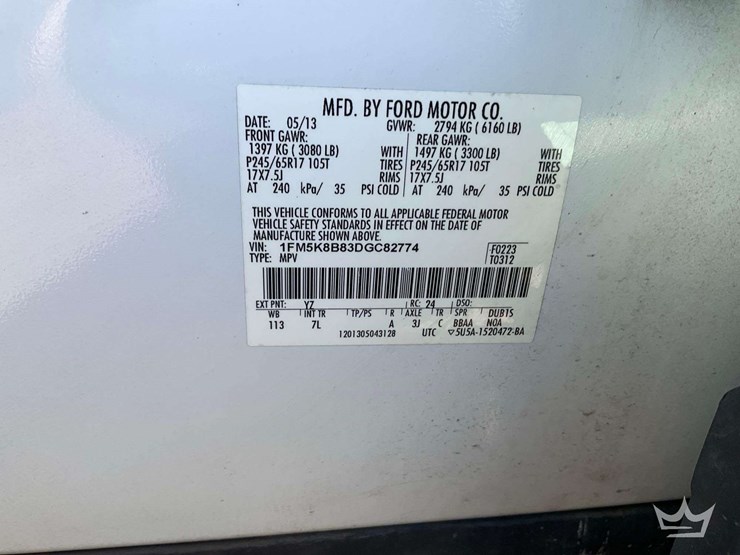 MFD. BY FORD MOTOR CO.
DATE: 05/13 GVWR: 2794 KG ( 6160 LB)
FRONT GAWR: REAR GAWR:
1397 KG ( 3080 LB) WITH 1497 KG ( 3300 LB) WITH
P245/65R17 105T TIRES P245/65R17 105T TIRES
17X7.5J RIMS 17X7.5J RIMS
AT 240 kPa/ 35 PSI COLD AT 240 kPa/ 35 PSI COLD
THIS VEHICLE CONFORMS TO ALL APPLICABLE FEDERAL MOTOR
VEHICLE SAFETY STANDARDS IN EFFECT ON THE DATE OF
MANUFACTURE SHOWN ABOVE.
VIN: 1FM5K8B83DGC82774 F0223
TYPE: MPV T0312
EXT PNT: YZ RC: 24 DSO:
WB INT TR TP/PS R AXLE TR SPR DUB1S
113 7L A 3J C BBAA NOA
1201305043128 UTC ▽5U5A-1520472-BA